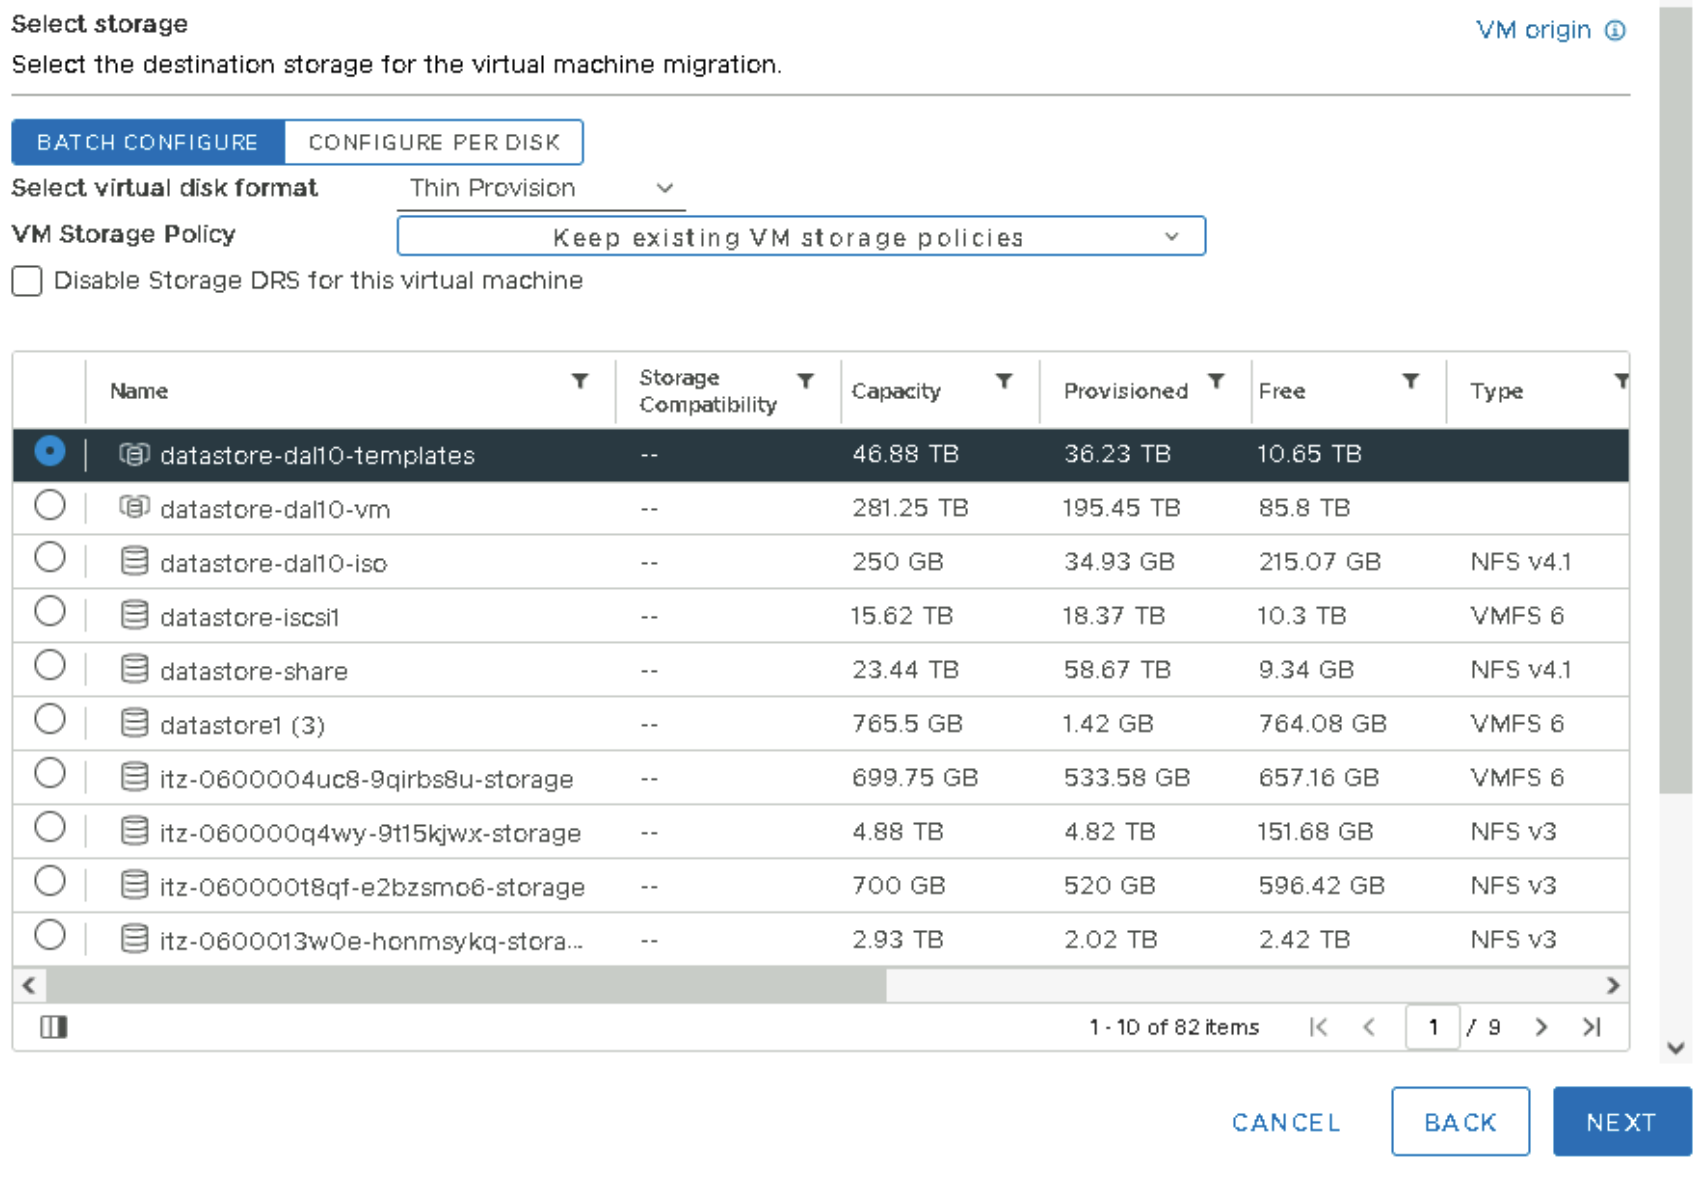 Select storage
VM origin
Select the destination storage for the virtual machine migration.
BATCH CONFIGURE CONFIGURE PER DISK
Select virtual disk format Thin Provision
VM Storage Policy Keep existing VM storage policies
Disable Storage DRS for this virtual machine
Name Storage Compatibility Capacity Provisioned Free Type
datastore-dal10-templates -- 46.88 TB 36.23 TB 10.65 TB
datastore-dal10-vm -- 281.25 TB 195.45 TB 85.8 TB
datastore-dal10-iso -- 250 GB 34.93 GB 215.07 GB NFS v4.1
datastore-iscsi1 -- 15.62 TB 18.37 TB 10.3 TB VMFS 6
datastore-share -- 23.44 TB 58.67 TB 9.34 GB NFS v4.1
datastore1 (3) -- 765.5 GB 1.42 GB 764.08 GB VMFS 6
itz-0600004uc8-9qirbs8u-storage -- 699.75 GB 533.58 GB 657.16 GB VMFS 6
itz-060000q4wy-9t15kjwx-storage -- 4.88 TB 4.82 TB 151.68 GB NFS v3
itz-060000t8qf-e2bzsmo6-storage -- 700 GB 520 GB 596.42 GB NFS v3
itz-0600013w0e-honmsykq-stora... -- 2.93 TB 2.02 TB 2.42 TB NFS v3
1 - 10 of 82 items 1 / 9
CANCEL BACK NEXT